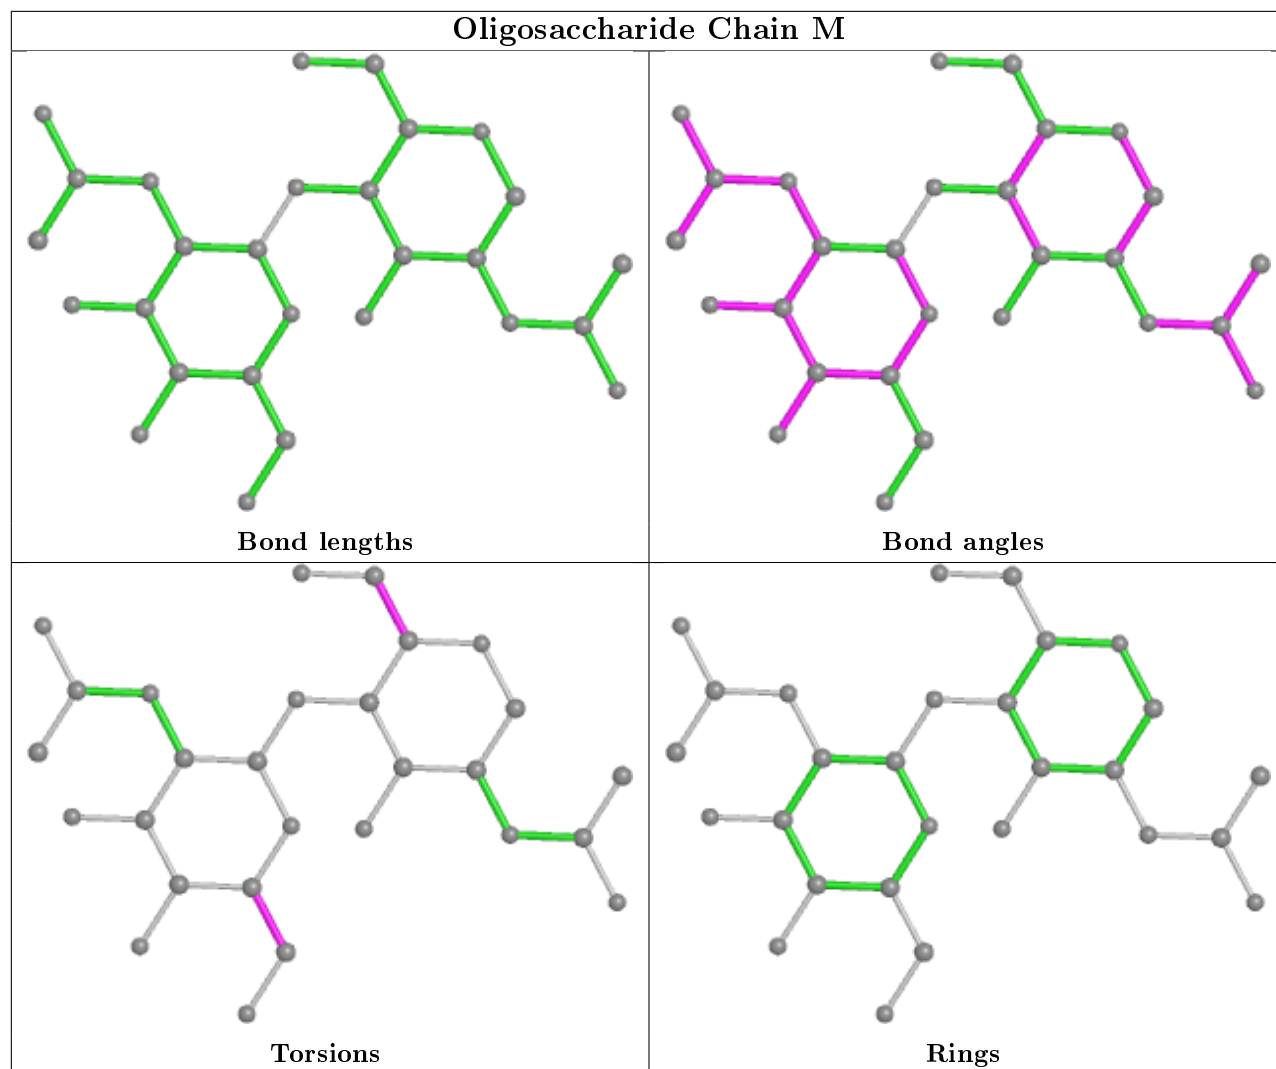 Oligosaccharide Chain M
Bond lengths
Bond angles
Torsions
Rings